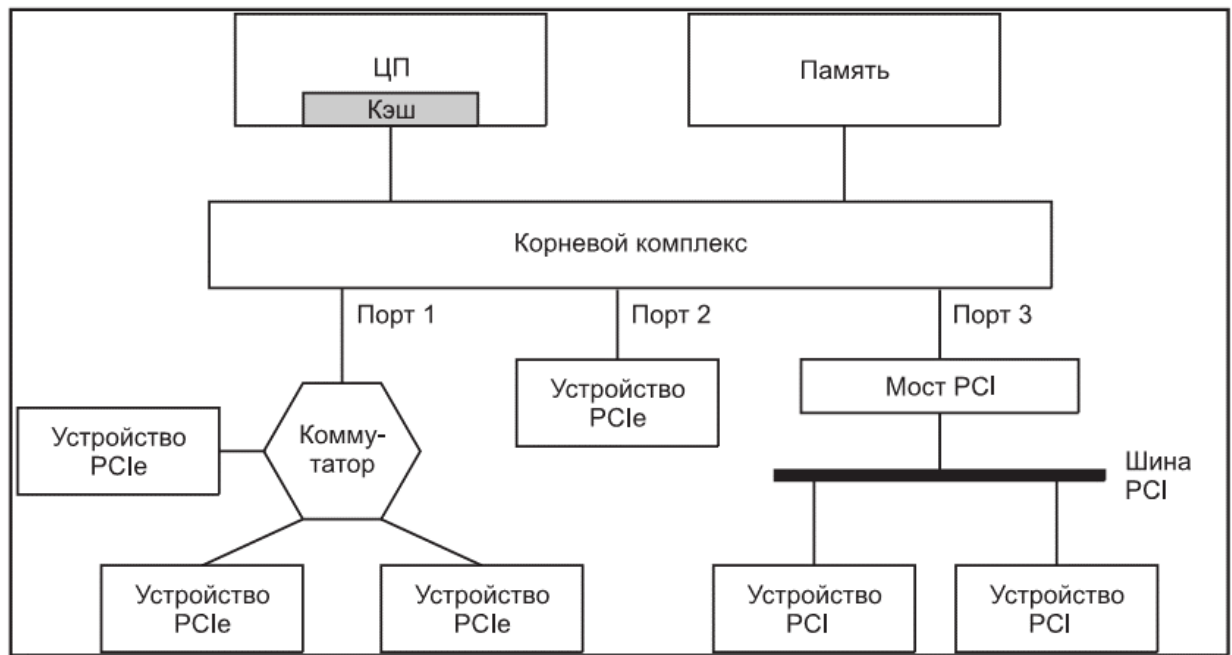 ЦП
Кэш
Память
Корневой комплекс
Порт 1
Порт 2
Порт 3
Устройство
PCIe
Мост PCI
Устройство
PCIe
Комму-
татор
Шина
PCI
Устройство
PCIe
Устройство
PCIe
Устройство
PCI
Устройство
PCI